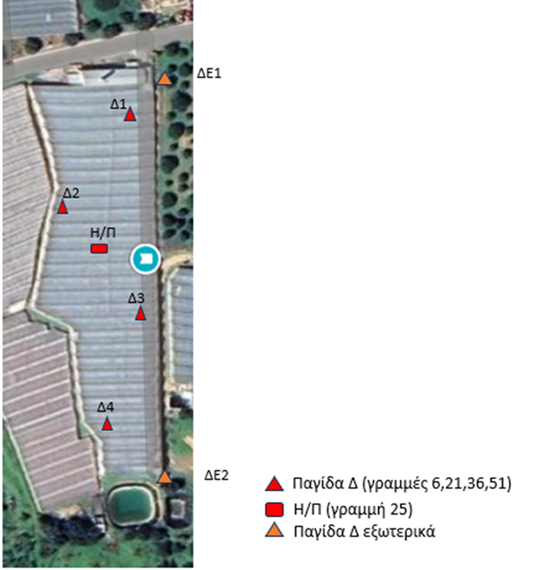 ΔΕ1
Δ1
Δ2
Η/Π
Δ3
Δ4
ΔΕ2
Παγίδα Δ (γραμμές 6,21,36,51)
Η/Π (γραμμή 25)
Παγίδα Δ εξωτερικά